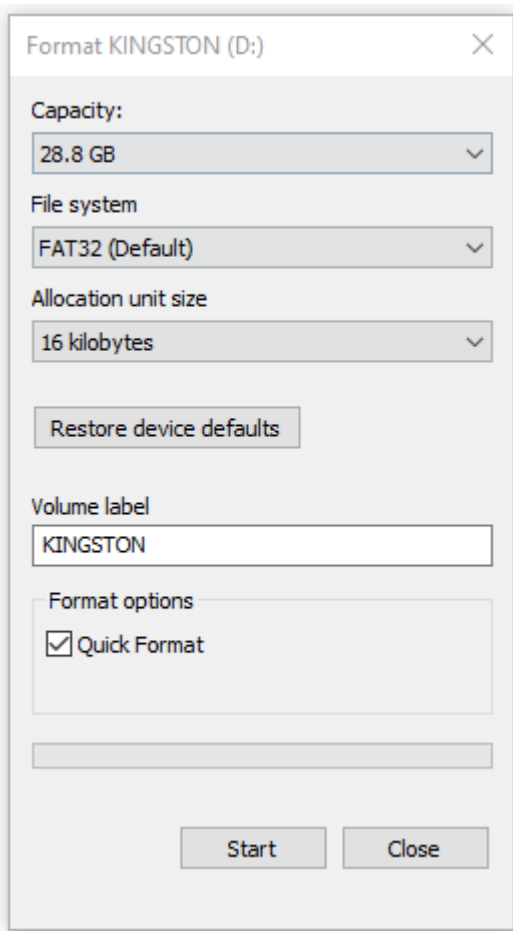 Format KINGSTON (D:)
Capacity:
28.8 GB
File system
FAT32 (Default)
Allocation unit size
16 kilobytes
Restore device defaults
Volume label
KINGSTON
Format options
Quick Format
Start Close